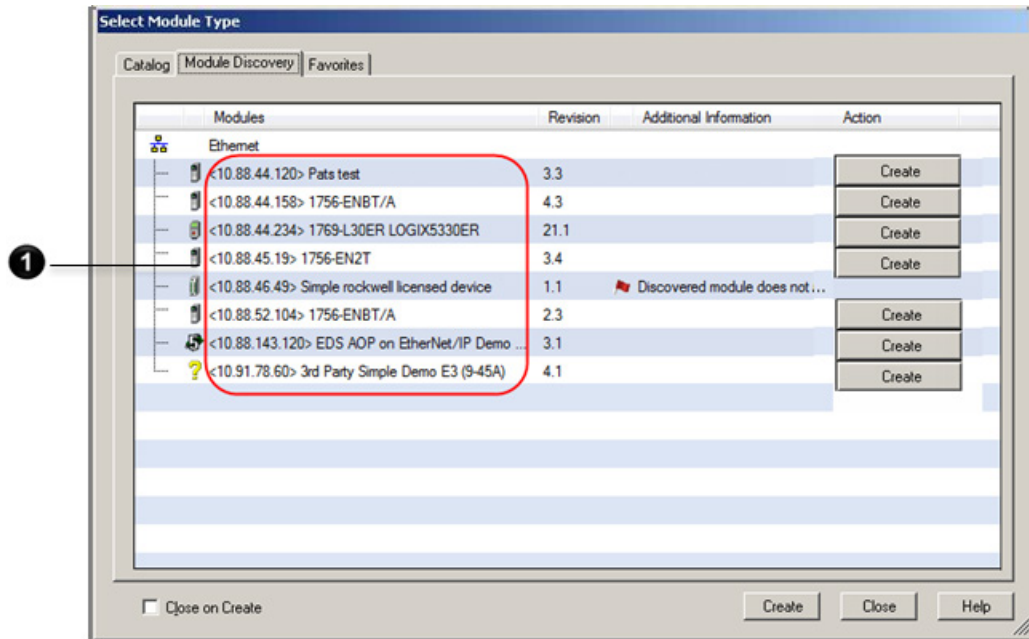 Select Module Type
Catalog Module Discovery Favorites
Modules Revision Additional Information Action
Ethernet
<10.88.44.120> Pats test 3.3 Create
<10.88.44.158> 1756-ENBT/A 4.3 Create
<10.88.44.234> 1769-L30ER LOGIX5330ER 21.1 Create
<10.88.45.19> 1756-EN2T 3.4 Create
<10.88.46.49> Simple rockwell licensed device 1.1 Discovered module does not...
<10.88.52.104> 1756-ENBT/A 2.3 Create
<10.88.143.120> EDS AOP on EtherNet/IP Demo ... 3.1 Create
? <10.91.78.60> 3rd Party Simple Demo E3 (9-45A) 4.1 Create
1
Close on Create Create Close Help